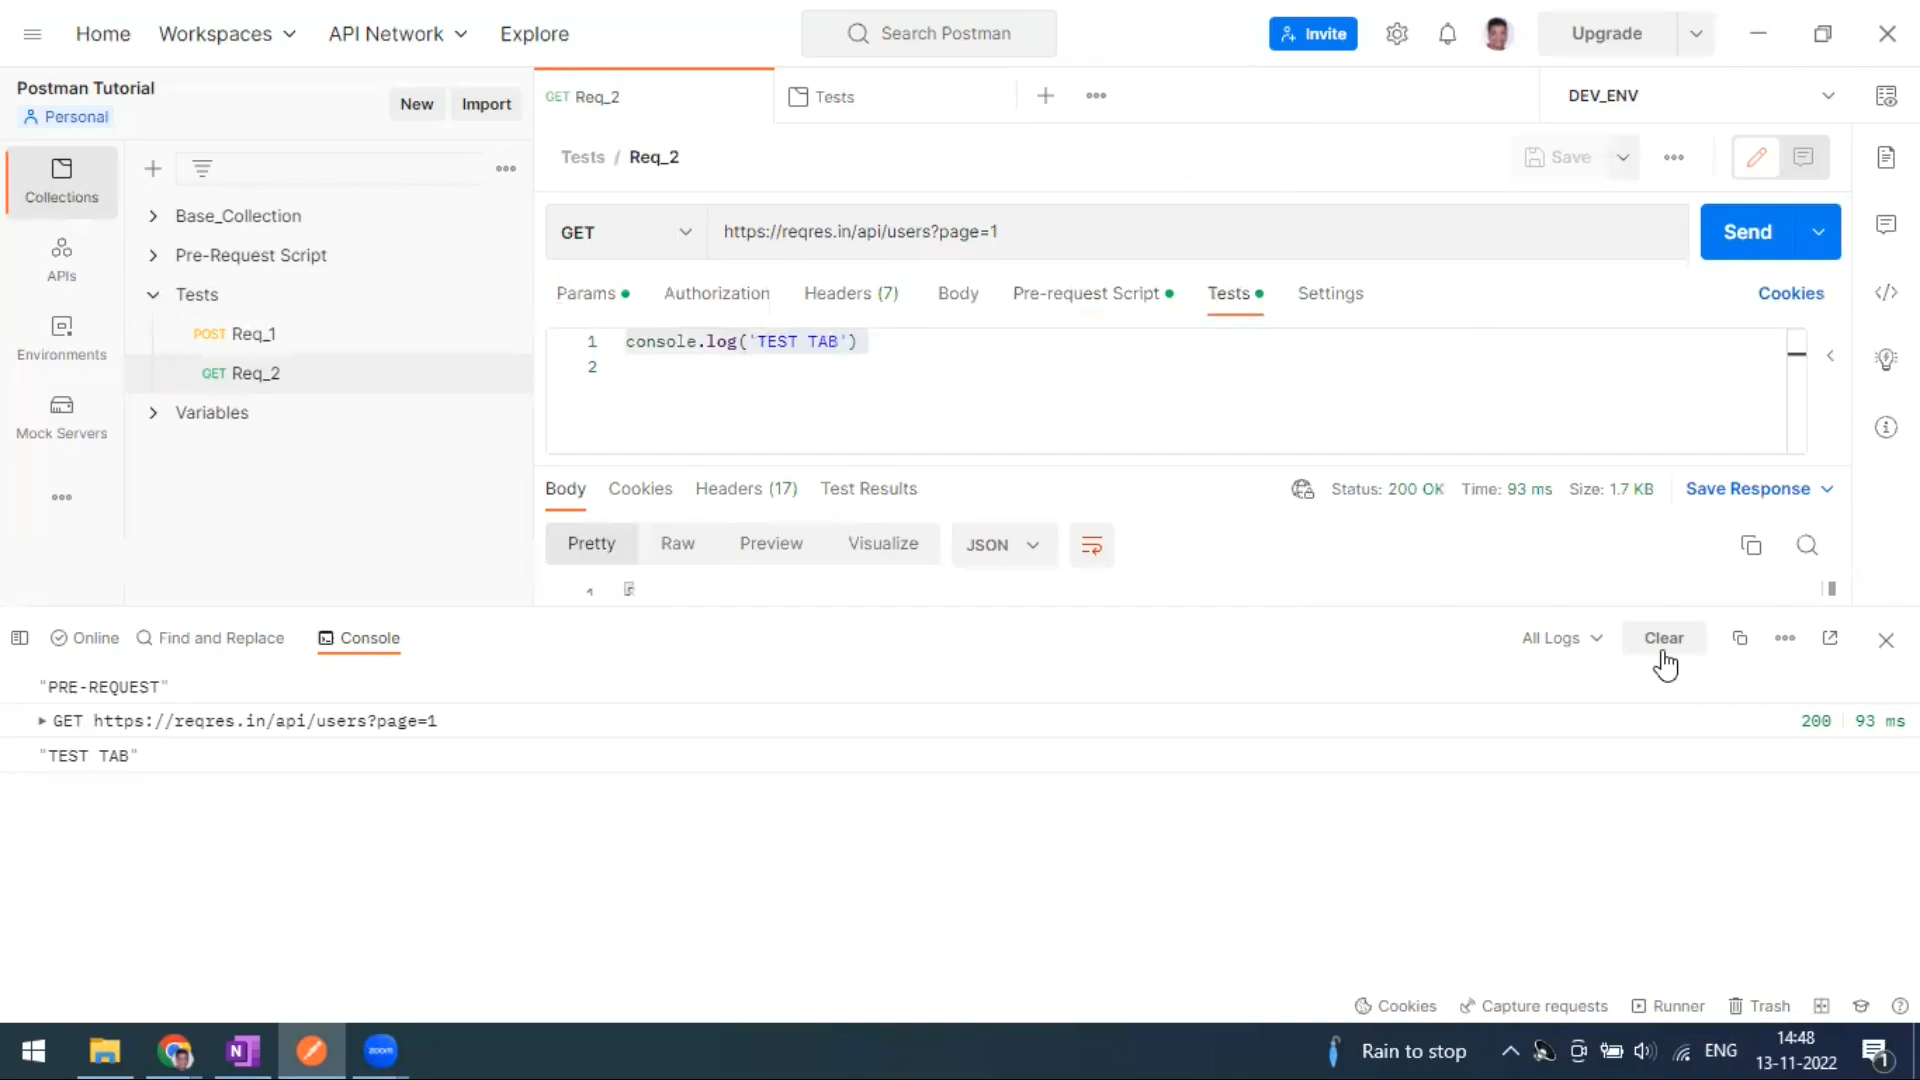 Home Workspaces API Network Explore Search Postman Invite Upgrade
Postman Tutorial
Personal
New Import
GET Req_2 Tests DEV_ENV
Tests / Req_2 Save
Collections
APIs
Environments
Mock Servers
Base_Collection
Pre-Request Script
Tests
POST Req_1
GET Req_2
Variables
GET https://reqres.in/api/users?page=1 Send
Params Authorization Headers (7) Body Pre-request Script Tests Settings Cookies
1 console.log('TEST TAB')
2
Body Cookies Headers (17) Test Results Status: 200 OK Time: 93 ms Size: 1.7 KB Save Response
Pretty Raw Preview Visualize JSON
Online Find and Replace Console All Logs Clear
"PRE-REQUEST"
GET https://reqres.in/api/users?page=1 200 93 ms
"TEST TAB"
Cookies Capture requests Runner Trash
N zoom Rain to stop ENG 14:48
13-11-2022 1